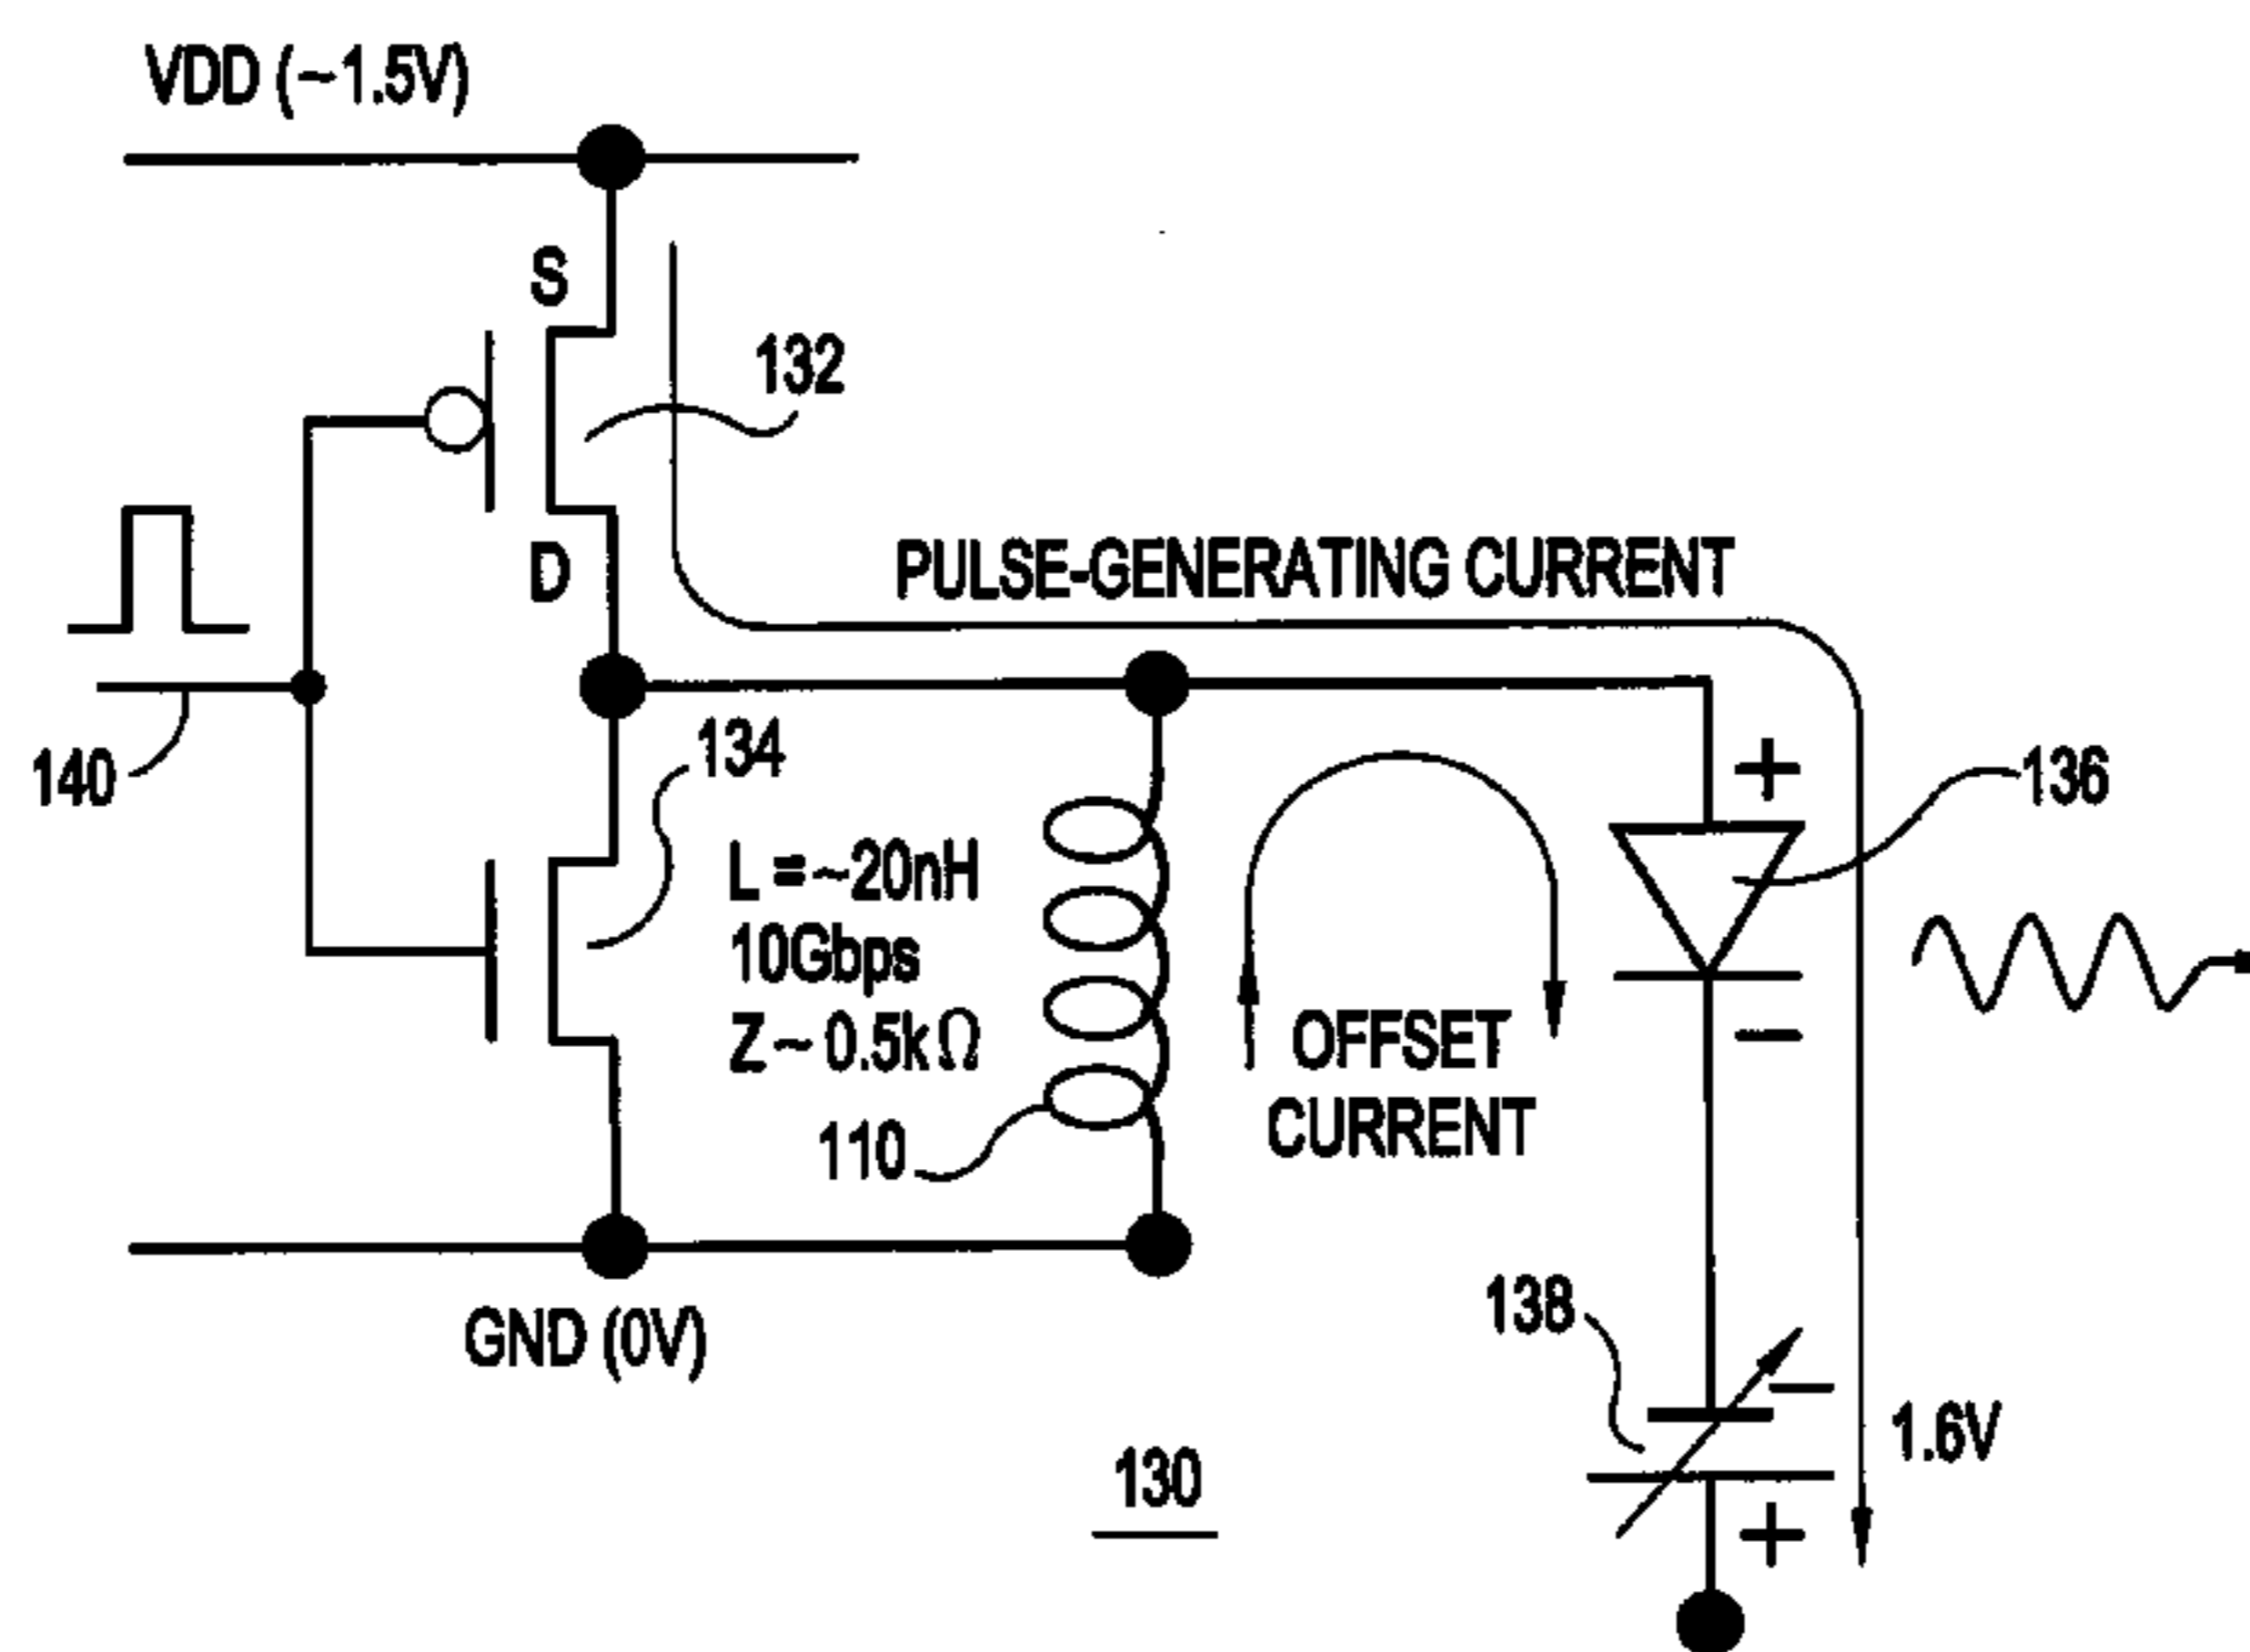 VDD (~1.5V)
S
132
D
PULSE-GENERATING CURRENT
140
134
+
136
L = ~20nH
10Gbps
Z ~ 0.5kΩ
110
OFFSET
CURRENT
−
GND (0V)
138
−
1.6V
+
130